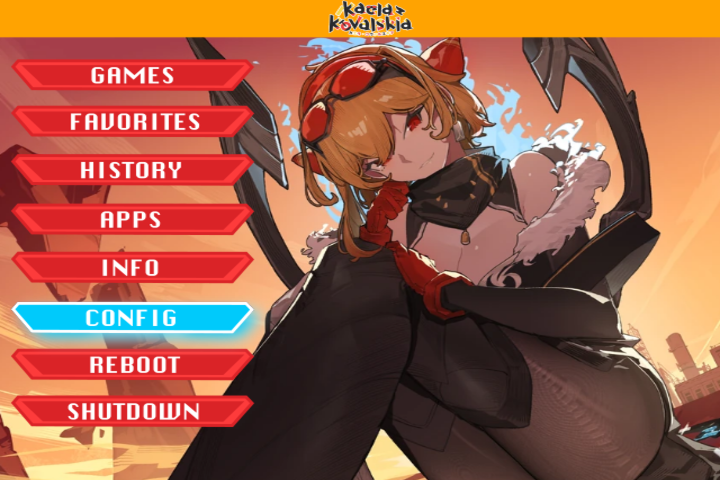 kaela
kovalskia
GAMES
FAVORITES
HISTORY
APPS
INFO
CONFIG
REBOOT
SHUTDOWN